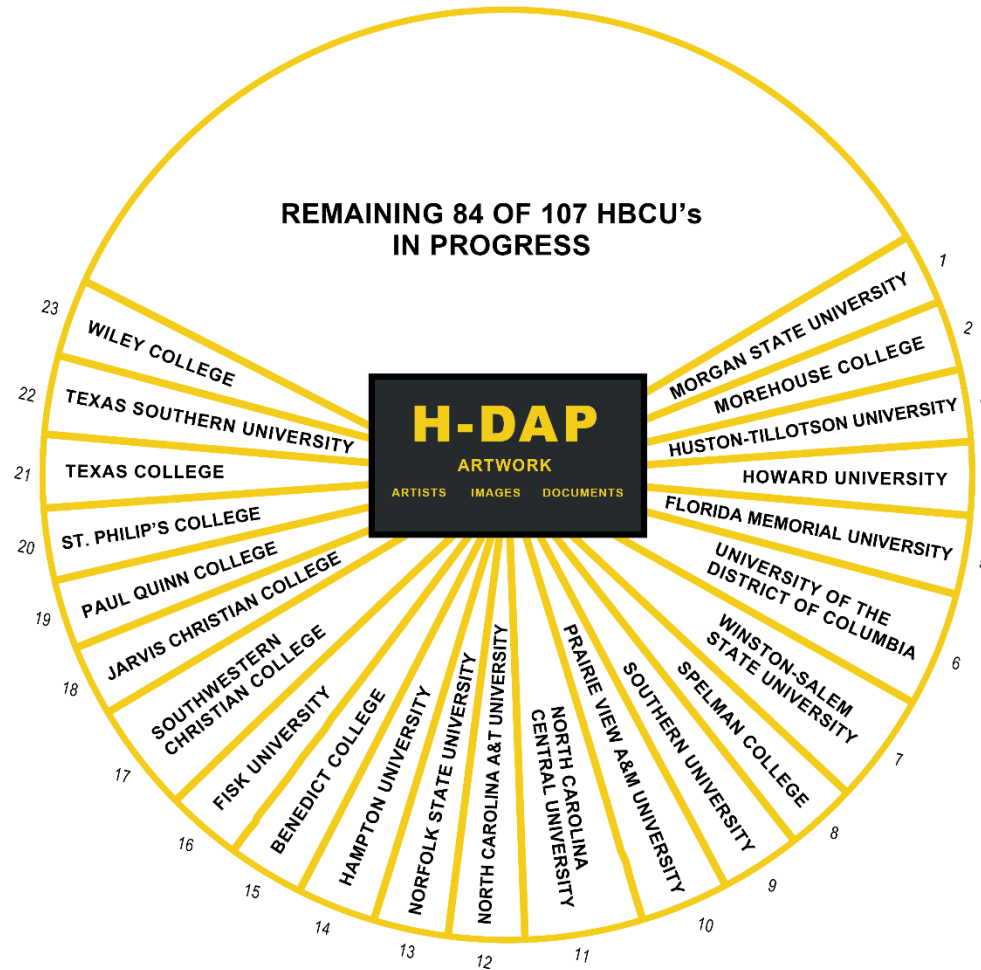 REMAINING 84 OF 107 HBCU's
IN PROGRESS
H-DAP
ARTWORK
ARTISTS IMAGES DOCUMENTS
1
MORGAN STATE UNIVERSITY
2
MOREHOUSE COLLEGE
HUSTON-TILLOTSON UNIVERSITY
HOWARD UNIVERSITY
FLORIDA MEMORIAL UNIVERSITY
UNIVERSITY OF THE
DISTRICT OF COLUMBIA
6
WINSTON-SALEM
STATE UNIVERSITY
7
SPELMAN COLLEGE
8
SOUTHERN UNIVERSITY
9
PRAIRIE VIEW A&M UNIVERSITY
10
NORTH CAROLINA
CENTRAL UNIVERSITY
11
NORTH CAROLINA A&T UNIVERSITY
12
NORFOLK STATE UNIVERSITY
13
HAMPTON UNIVERSITY
14
BENEDICT COLLEGE
15
FISK UNIVERSITY
16
SOUTHWESTERN
CHRISTIAN COLLEGE
17
JARVIS CHRISTIAN COLLEGE
18
PAUL QUINN COLLEGE
19
ST. PHILIP'S COLLEGE
20
TEXAS COLLEGE
21
TEXAS SOUTHERN UNIVERSITY
22
WILEY COLLEGE
23